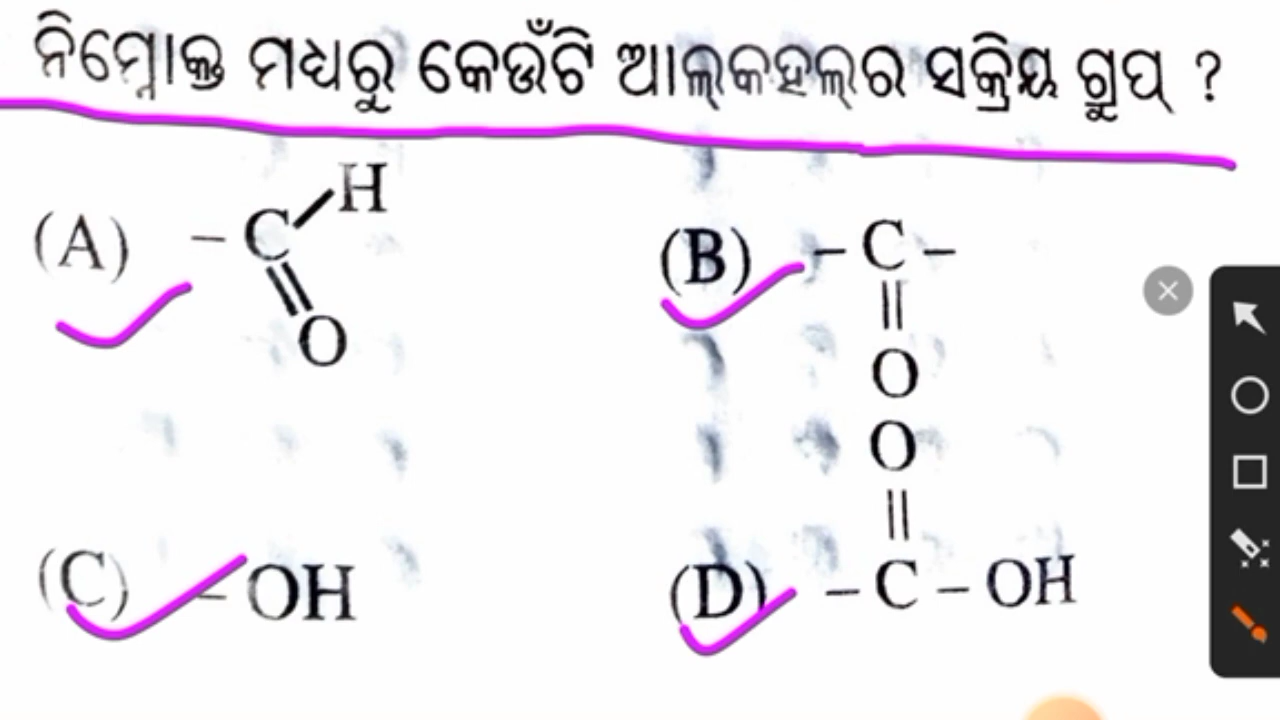 ନିମ୍ନୋକ୍ତ ମଧ୍ୟରୁ କେଉଁଟି ଆଲ୍‌କହଲ୍‌ର ସକ୍ରିୟ ଗ୍ରୁପ୍ ?
(A) – C / H
O
(B) – C –
||
O
(C) – OH
O
||
(D) – C – OH